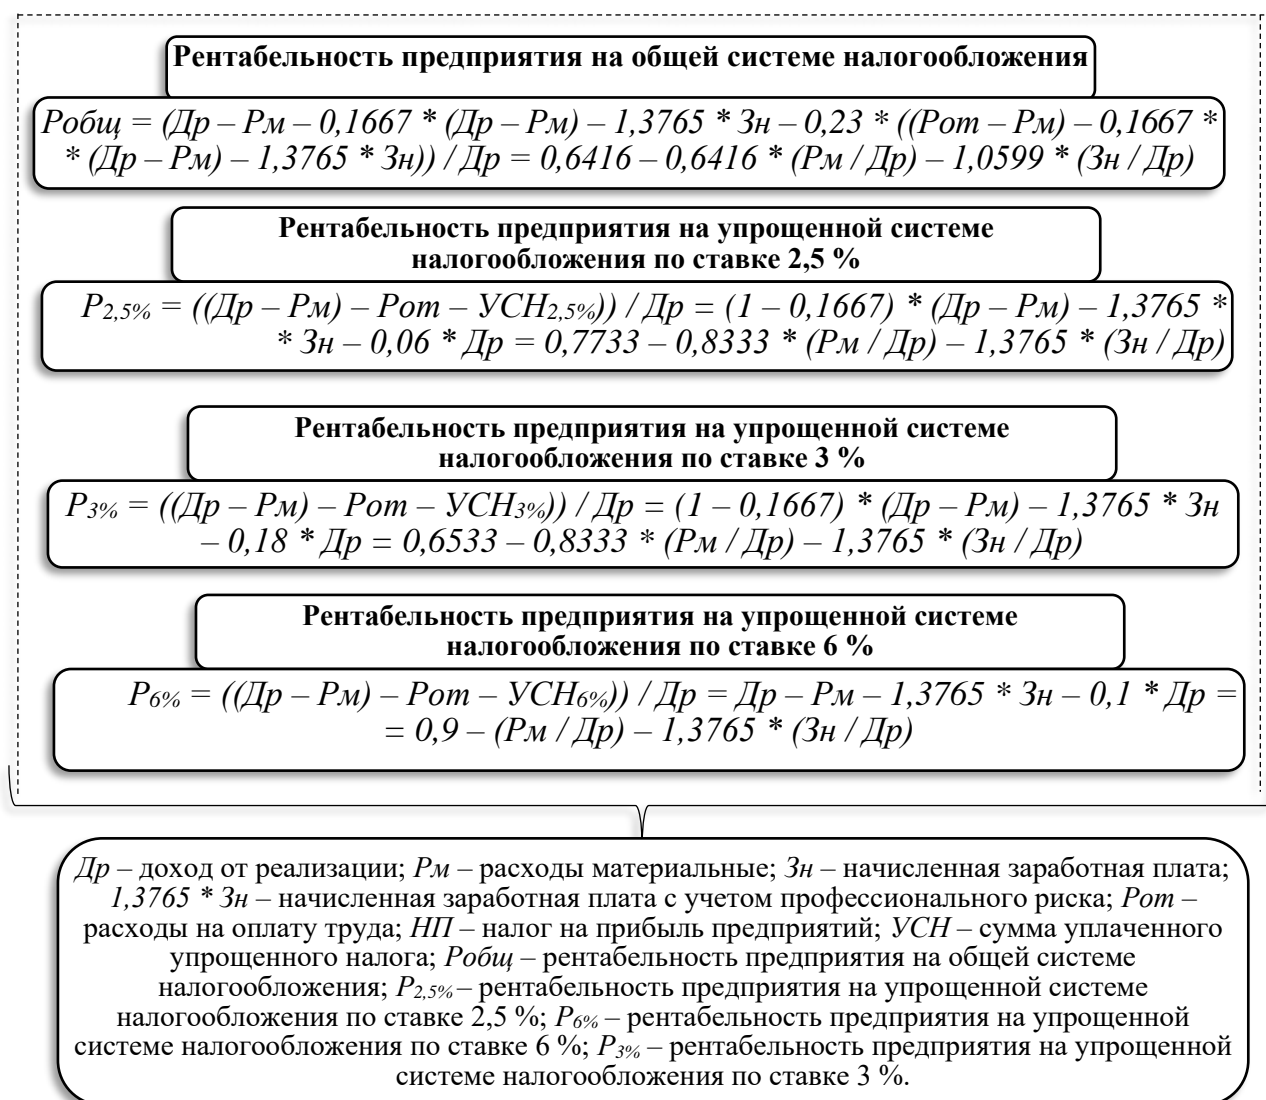 Рентабельность предприятия на общей системе налогообложения
Робщ = (Др – Рм – 0,1667 * (Др – Рм) – 1,3765 * Зн – 0,23 * ((Рот – Рм) – 0,1667 *
* (Др – Рм) – 1,3765 * Зн)) / Др = 0,6416 – 0,6416 * (Рм / Др) – 1,0599 * (Зн / Др)
Рентабельность предприятия на упрощенной системе
налогообложения по ставке 2,5 %
Р2,5% = ((Др – Рм) – Рот – УСН2,5%)) / Др = (1 – 0,1667) * (Др – Рм) – 1,3765 *
* Зн – 0,06 * Др = 0,7733 – 0,8333 * (Рм / Др) – 1,3765 * (Зн / Др)
Рентабельность предприятия на упрощенной системе
налогообложения по ставке 3 %
Р3% = ((Др – Рм) – Рот – УСН3%)) / Др = (1 – 0,1667) * (Др – Рм) – 1,3765 * Зн
– 0,18 * Др = 0,6533 – 0,8333 * (Рм / Др) – 1,3765 * (Зн / Др)
Рентабельность предприятия на упрощенной системе
налогообложения по ставке 6 %
Р6% = ((Др – Рм) – Рот – УСН6%)) / Др = Др – Рм – 1,3765 * Зн – 0,1 * Др =
= 0,9 – (Рм / Др) – 1,3765 * (Зн / Др)
Др – доход от реализации; Рм – расходы материальные; Зн – начисленная заработная плата;
1,3765 * Зн – начисленная заработная плата с учетом профессионального риска; Рот –
расходы на оплату труда; НП – налог на прибыль предприятий; УСН – сумма уплаченного
упрощенного налога; Робщ – рентабельность предприятия на общей системе
налогообложения; Р2,5% – рентабельность предприятия на упрощенной системе
налогообложения по ставке 2,5 %; Р6% – рентабельность предприятия на упрощенной
системе налогообложения по ставке 6 %; Р3% – рентабельность предприятия на упрощенной
системе налогообложения по ставке 3 %.